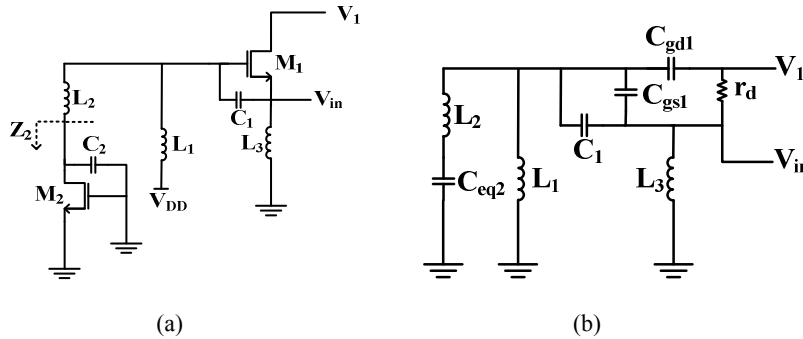 V1
M1
L2
C1
Vin
Z2
C2
L1
L3
M2
VDD
(a)
Cgd1
V1
Cgs1
rd
L2
C1
Vin
Ceq2
L1
L3
(b)